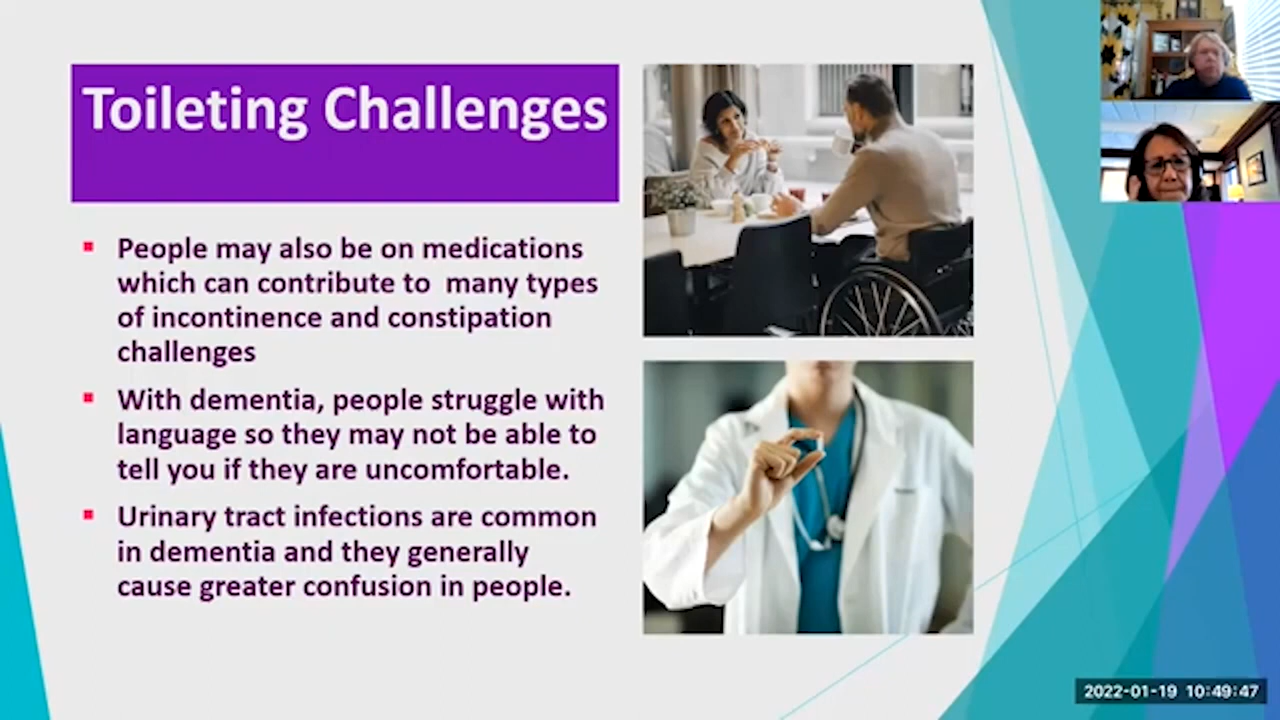 Toileting Challenges
People may also be on medications
which can contribute to  many types
of incontinence and constipation
challenges
With dementia, people struggle with
language so they may not be able to
tell you if they are uncomfortable.
Urinary tract infections are common
in dementia and they generally
cause greater confusion in people.
2022-01-19 10:49:47